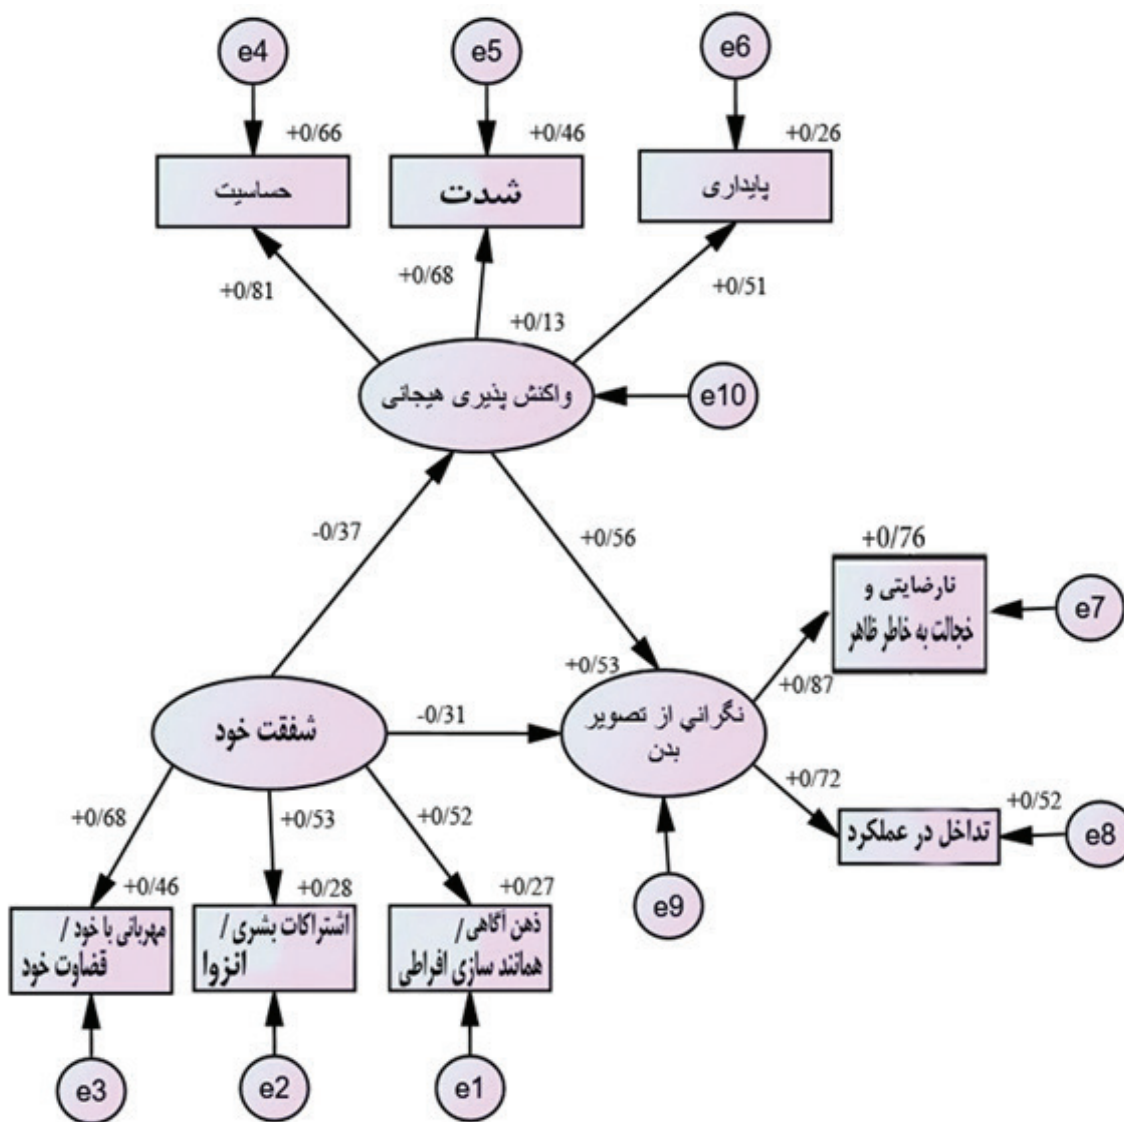 e4
e5
e6
+0/66
+0/46
+0/26
حساسیت
شدت
پایداری
+0/81
+0/68
+0/51
+0/13
واکنش پذیری هیجانی
e10
-0/37
+0/56
+0/76
نارضایتی و
خجالت به خاطر ظاهر
e7
+0/53
+0/87
شفقت خود
-0/31
نگراني از تصویر
بدن
+0/72
+0/68
+0/53
+0/52
+0/52
تداخل در عملکرد
e8
+0/46
+0/28
+0/27
e9
مهربانی با خود /
قضاوت خود
اشتراکات بشری /
انزوا
ذهن آگاهی /
همانند سازی افراطی
e3
e2
e1